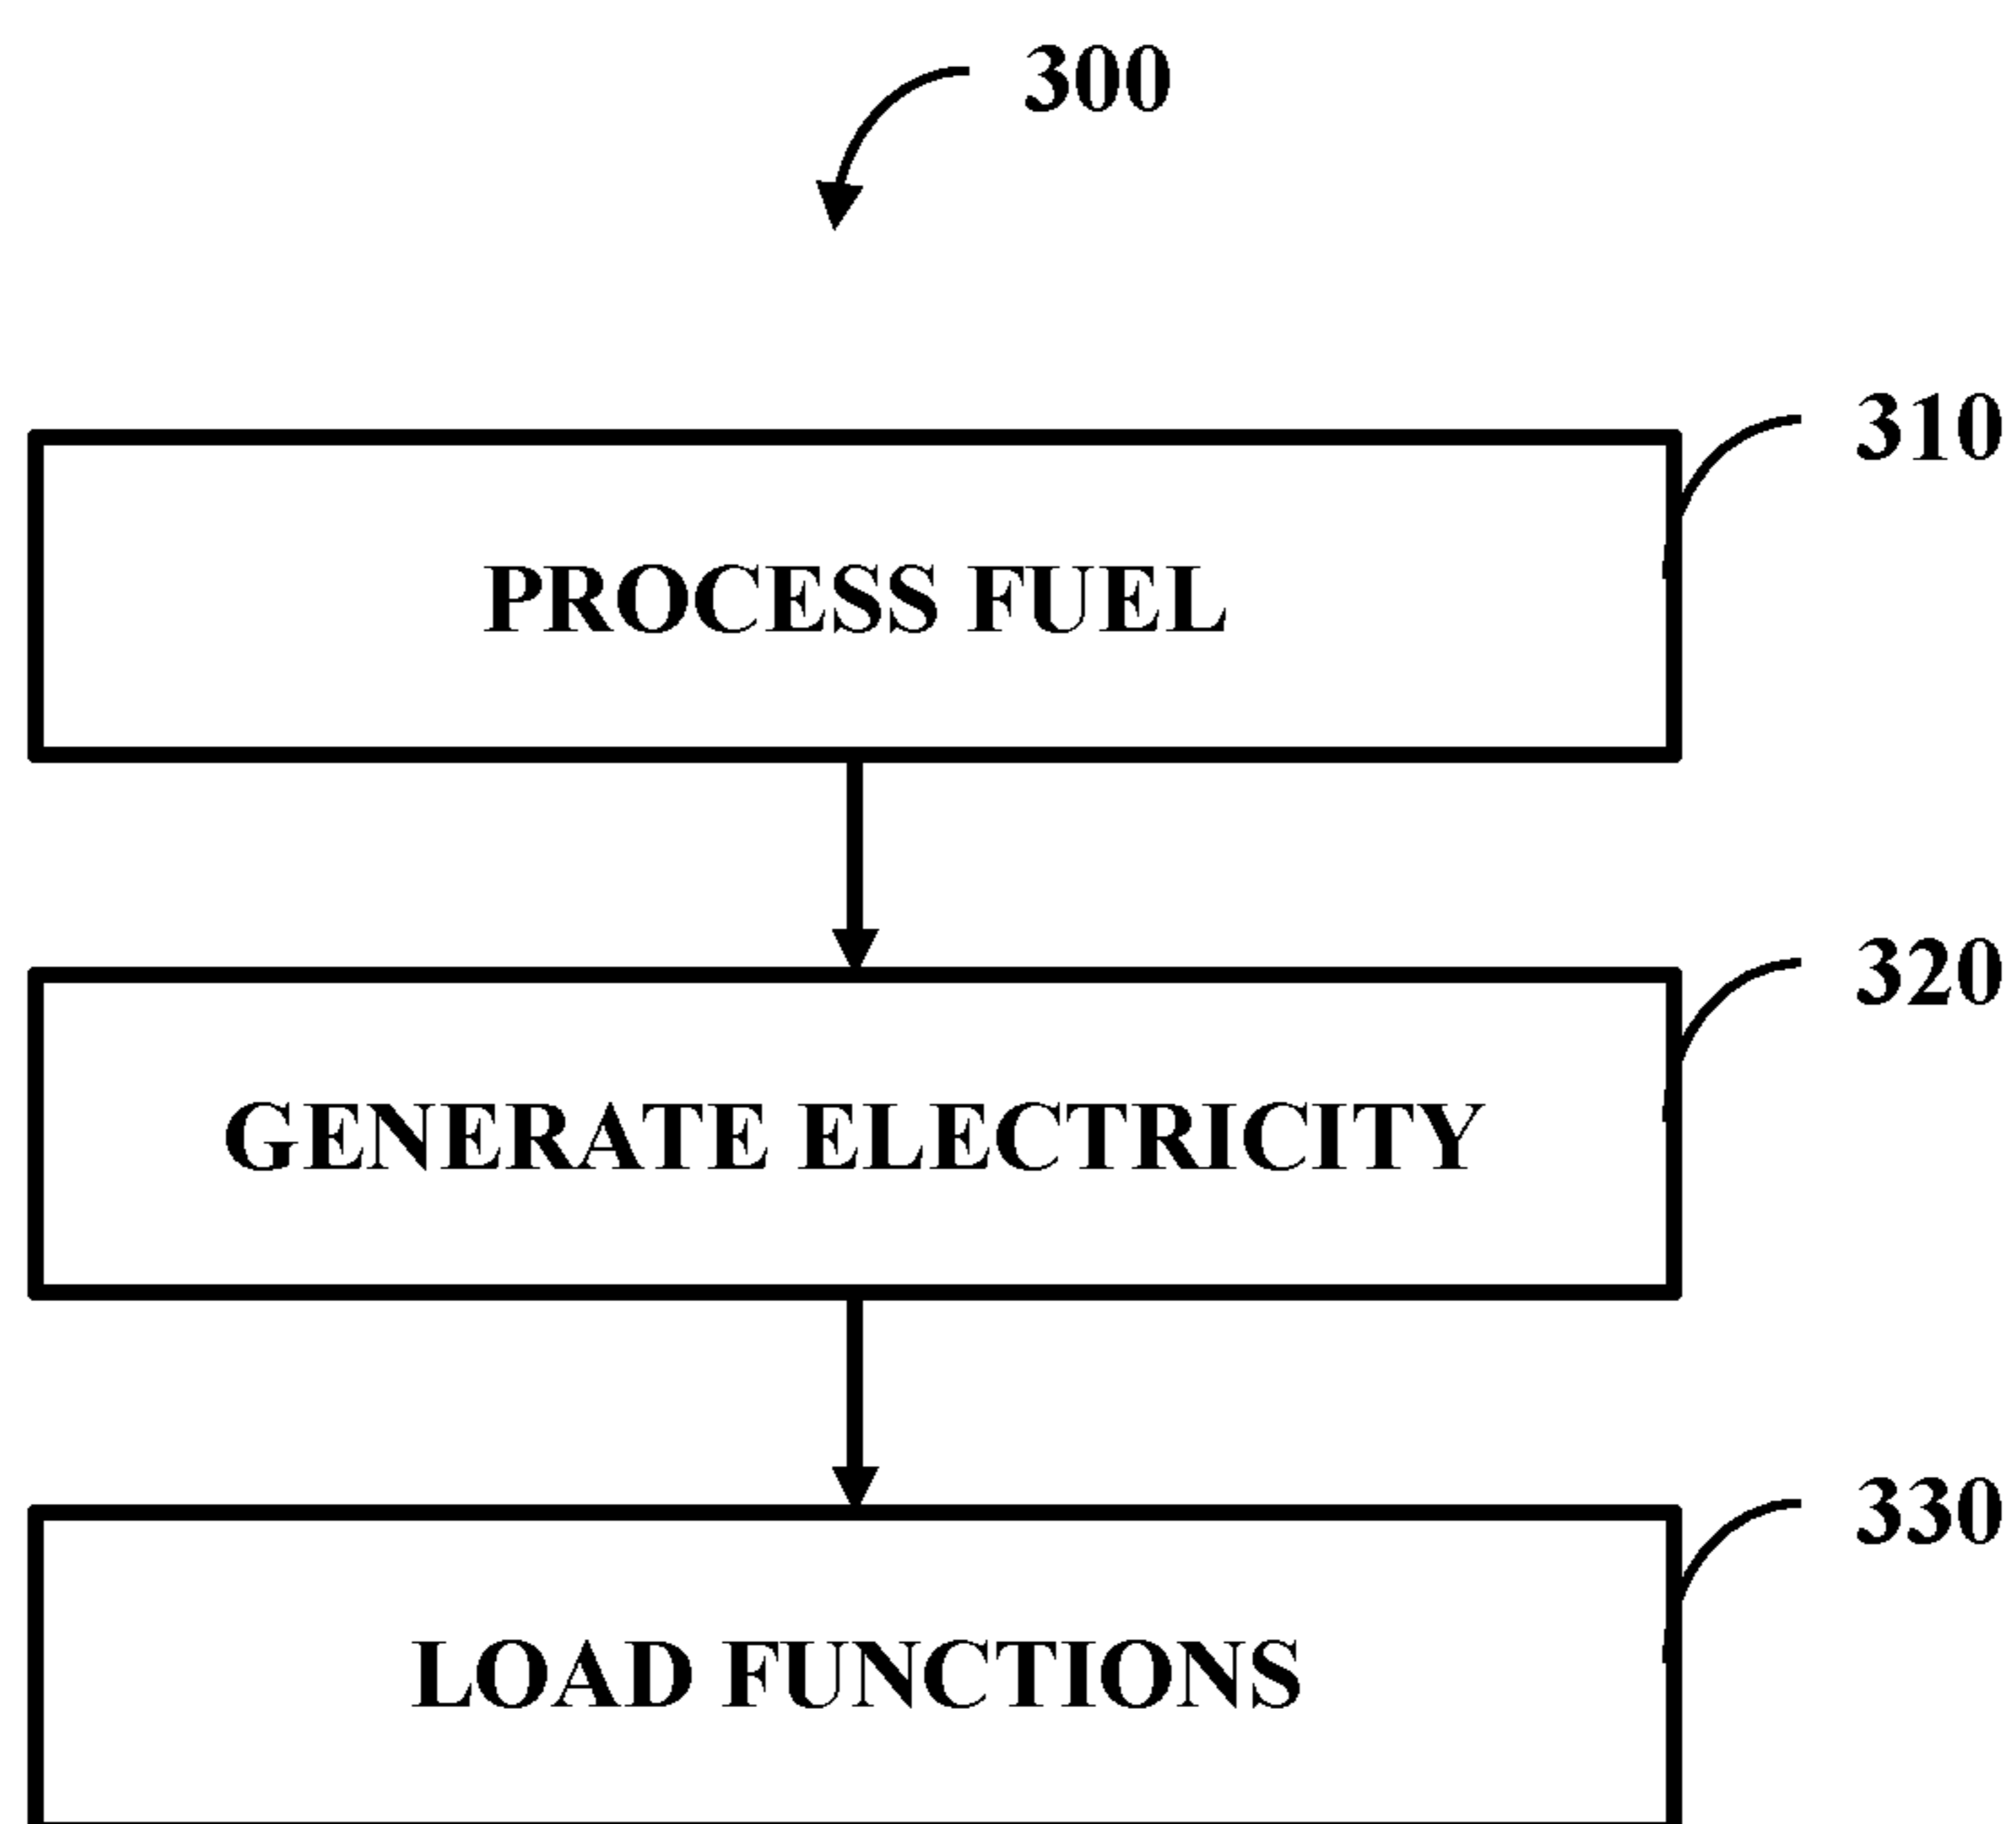 300
310
PROCESS FUEL
320
GENERATE ELECTRICITY
330
LOAD FUNCTIONS